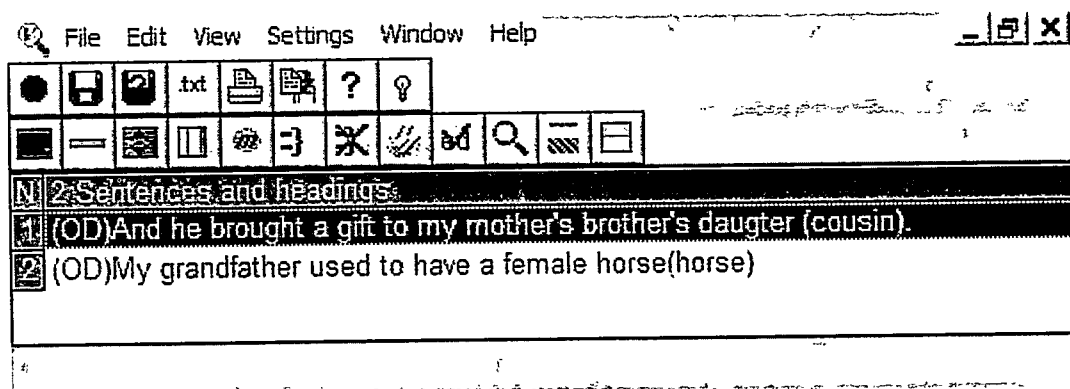 File Edit View Settings Window Help
.txt ?
N 2 Sentences and headings
1 (OD)And he brought a gift to my mother's brother's daugter (cousin).
2 (OD)My grandfather used to have a female horse(horse)